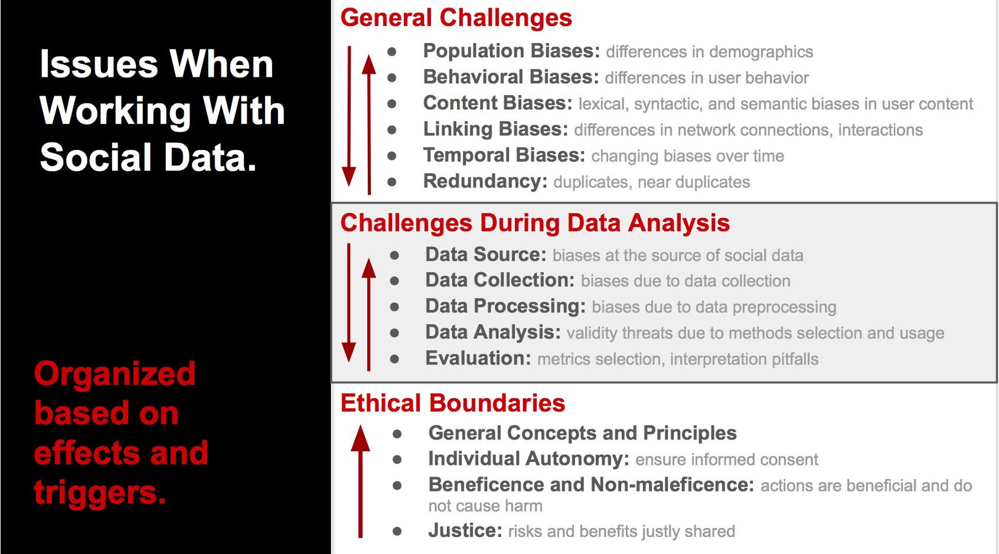 Issues When
Working With
Social Data.
Organized
based on
effects and
triggers.
General Challenges
● Population Biases: differences in demographics
● Behavioral Biases: differences in user behavior
● Content Biases: lexical, syntactic, and semantic biases in user content
● Linking Biases: differences in network connections, interactions
● Temporal Biases: changing biases over time
● Redundancy: duplicates, near duplicates
Challenges During Data Analysis
● Data Source: biases at the source of social data
● Data Collection: biases due to data collection
● Data Processing: biases due to data preprocessing
● Data Analysis: validity threats due to methods selection and usage
● Evaluation: metrics selection, interpretation pitfalls
Ethical Boundaries
● General Concepts and Principles
● Individual Autonomy: ensure informed consent
● Beneficence and Non-maleficence: actions are beneficial and do
not cause harm
● Justice: risks and benefits justly shared